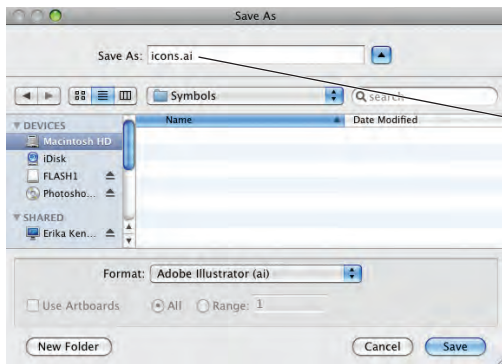 Save As
Save As: icons.ai
Symbols
search
Name Date Modified
DEVICES
Macintosh HD
iDisk
FLASH1
Photosho...
SHARED
Erika Ken...
Format: Adobe Illustrator (ai)
Use Artboards All Range: 1
New Folder Cancel Save